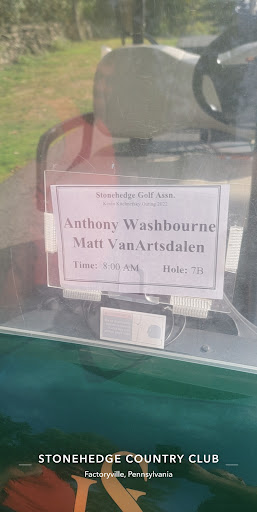 Stonehedge Golf Assn.
Anthony Washbourne
Matt VanArtsdalen
Time: 8:00 AM Hole: 7B
STONEHEDGE COUNTRY CLUB
Factoryville, Pennsylvania